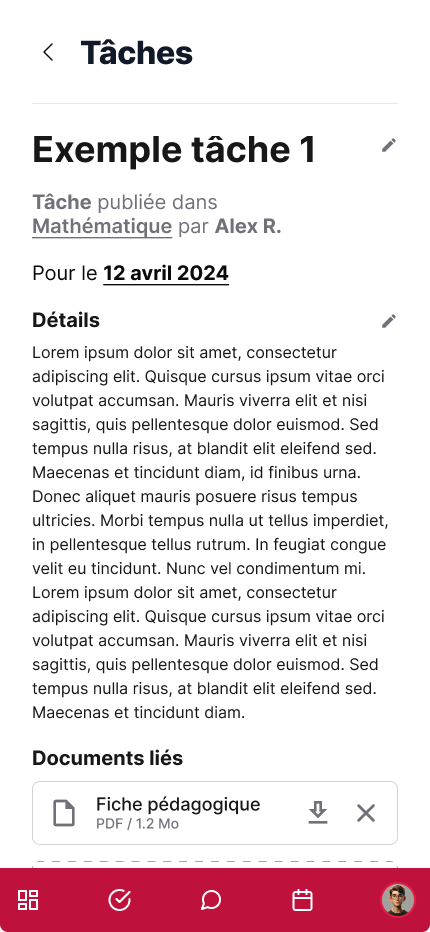 Tâches
Exemple tâche 1
Tâche publiée dans
Mathématique par Alex R.
Pour le 12 avril 2024
Détails
Lorem ipsum dolor sit amet, consectetur
adipiscing elit. Quisque cursus ipsum vitae orci
volutpat accumsan. Mauris viverra elit et nisi
sagittis, quis pellentesque dolor euismod. Sed
tempus nulla risus, at blandit elit eleifend sed.
Maecenas et tincidunt diam, id finibus urna.
Donec aliquet mauris posuere risus tempus
ultricies. Morbi tempus nulla ut tellus imperdiet,
in pellentesque tellus rutrum. In feugiat congue
velit eu tincidunt. Nunc vel condimentum mi.
Lorem ipsum dolor sit amet, consectetur
adipiscing elit. Quisque cursus ipsum vitae orci
volutpat accumsan. Mauris viverra elit et nisi
sagittis, quis pellentesque dolor euismod. Sed
tempus nulla risus, at blandit elit eleifend sed.
Maecenas et tincidunt diam.
Documents liés
Fiche pédagogique
PDF / 1.2 Mo